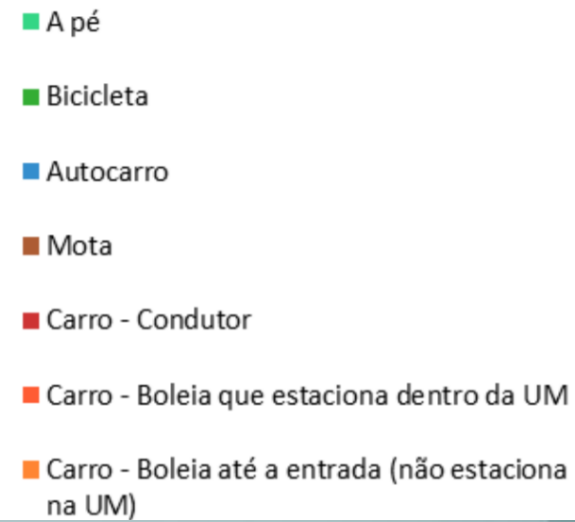 A pé
Bicicleta
Autocarro
Mota
Carro - Condutor
Carro - Boleia que estaciona dentro da UM
Carro - Boleia até a entrada (não estaciona
na UM)